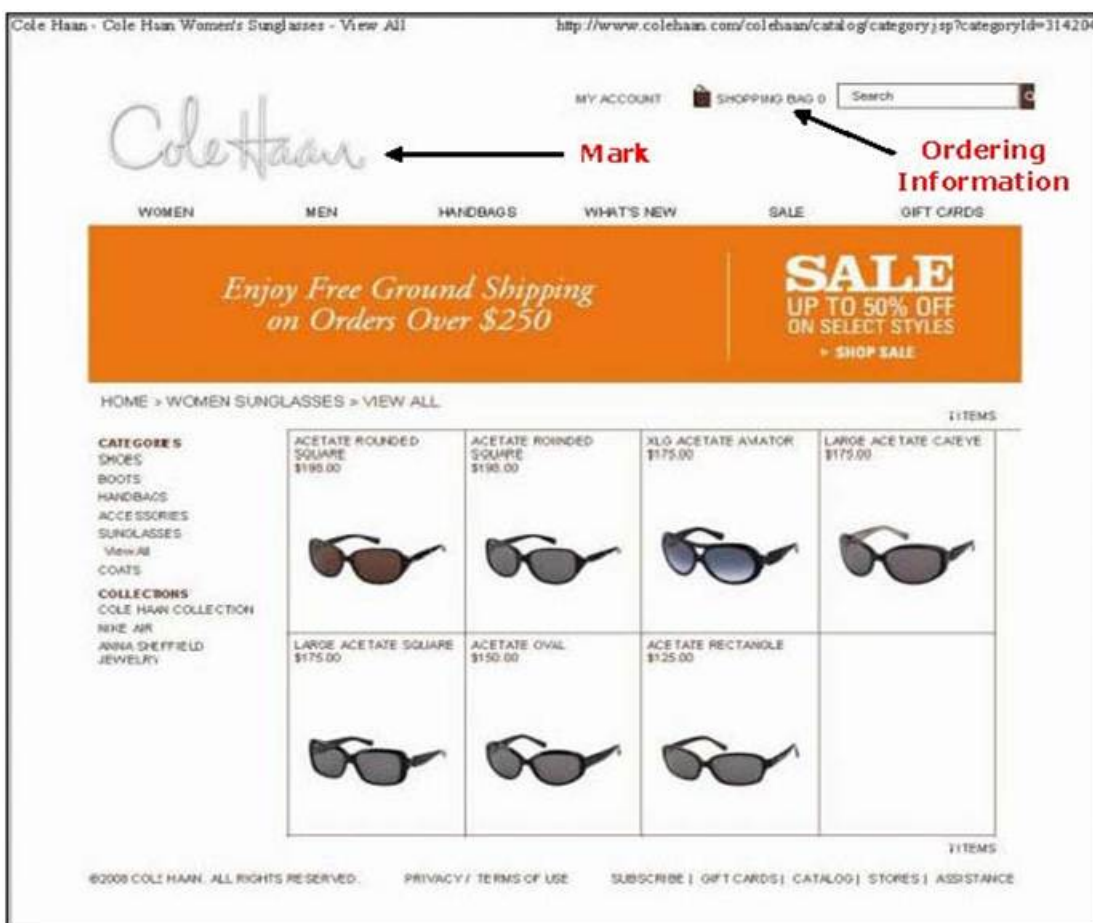 Cole Haan - Cole Haan Women's Sunglasses - View All
http://www.colehaan.com/colehaan/catalog/category.jsp?categoryId=314204
MY ACCOUNT
SHOPPING BAG 0
Search
Cole Haan
Mark
Ordering
Information
WOMEN
MEN
HANDBAGS
WHAT'S NEW
SALE
GIFT CARDS
Enjoy Free Ground Shipping
on Orders Over $250
SALE
UP TO 50% OFF
ON SELECT STYLES
» SHOP SALE
HOME > WOMEN SUNGLASSES > VIEW ALL
ITEMS
CATEGORIES
SHOES
BOOTS
HANDBAGS
ACCESSORIES
SUNGLASSES
View All
COATS
COLLECTIONS
COLE HAAN COLLECTION
NIKE AIR
ANNA SHEFFIELD
JEWELRY
ACETATE ROUNDED
SQUARE
$198.00
ACETATE ROUNDED
SQUARE
$198.00
XLG ACETATE AVIATOR
$175.00
LARGE ACETATE CATEYE
$175.00
LARGE ACETATE SQUARE
$175.00
ACETATE OVAL
$150.00
ACETATE RECTANGLE
$125.00
ITEMS
©2008 COLE HAAN. ALL RIGHTS RESERVED.
PRIVACY / TERMS OF USE
SUBSCRIBE | GIFT CARDS | CATALOG | STORES | ASSISTANCE